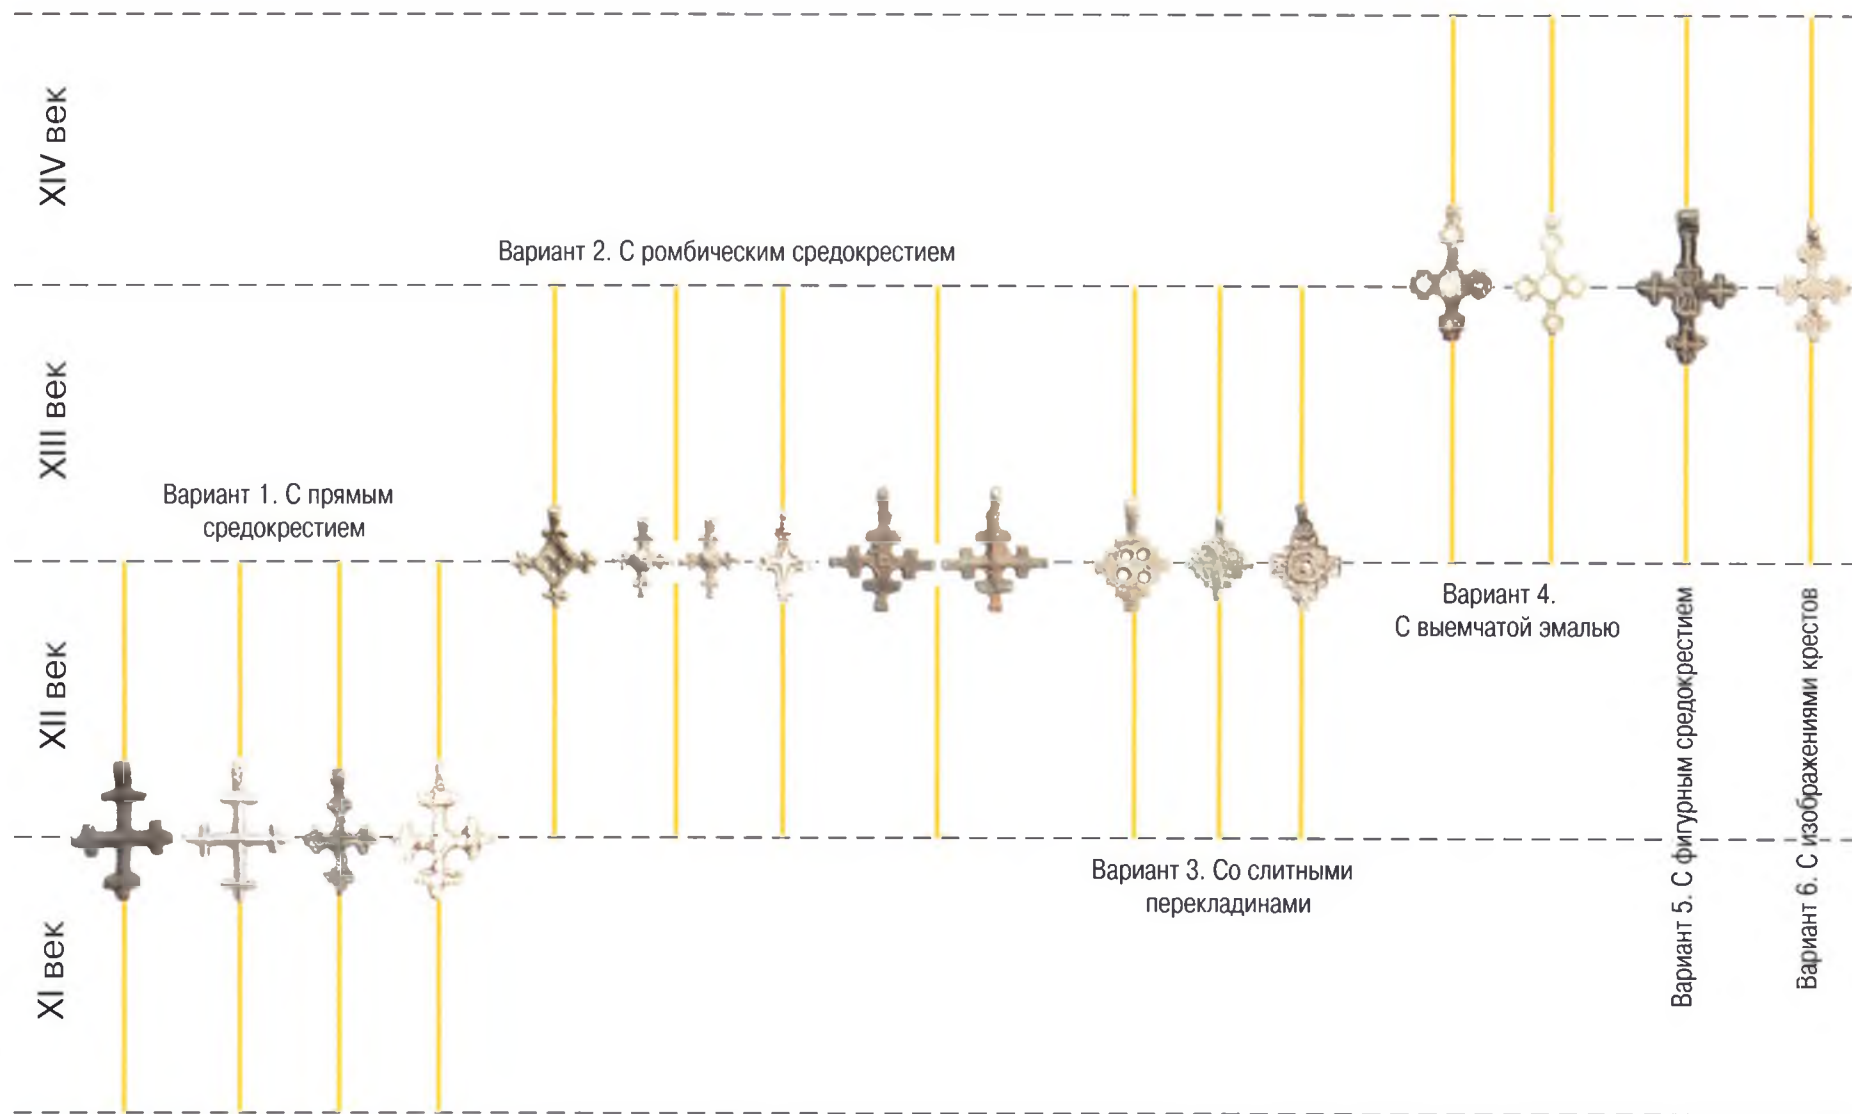 XIV век
Вариант 2. С ромбическим средокрестием
XIII век
Вариант 1. С прямым
средокрестием
Вариант 4.
С выемчатой эмалью
Вариант 5. С фигурным средокрестием
Вариант 6. С изображениями крестов
XII век
Вариант 3. Со слитными
перекладинами
XI век